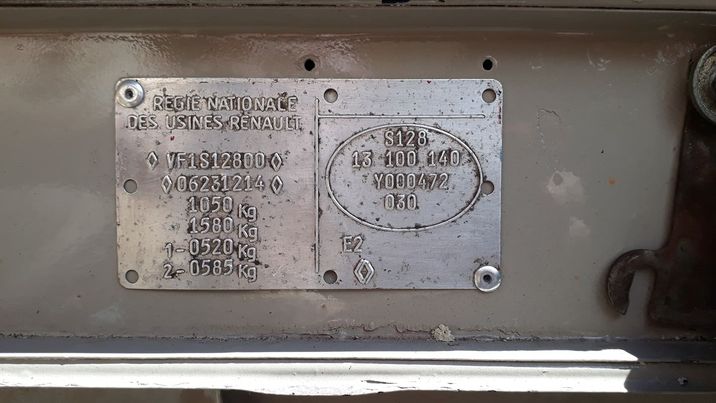 REGIE NATIONALE
DES USINES RENAULT
◊ VF1S12800 ◊
◊ 06231214 ◊
1050 Kg
1580 Kg
1-0520 Kg
2-0585 Kg
S128
13 100 140
Y000472
030
E2